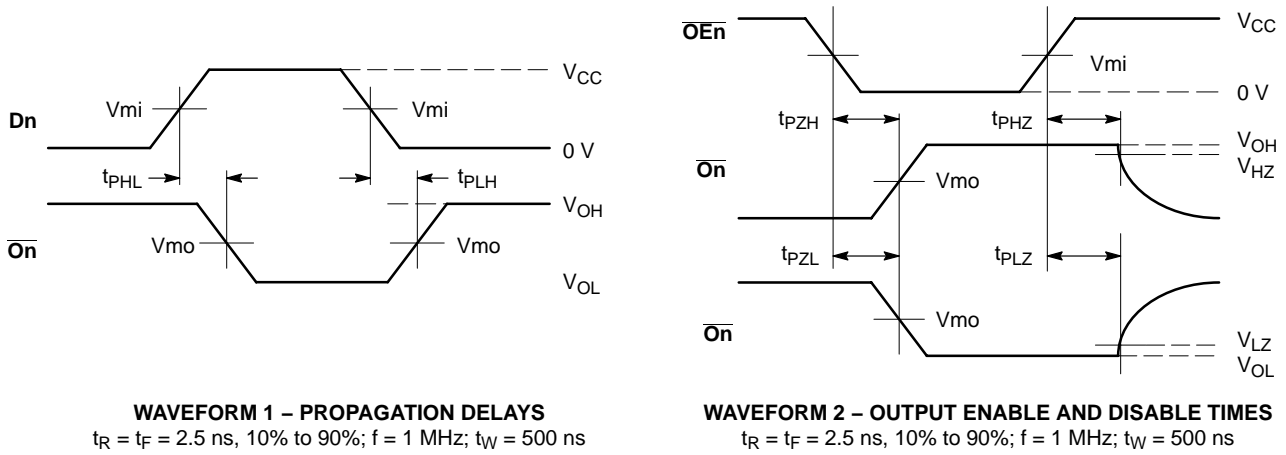 Dn
Vmi
Vmi
VCC
0 V
tPHL
tPLH
On
Vmo
Vmo
VOH
VOL
WAVEFORM 1 – PROPAGATION DELAYS
tR = tF = 2.5 ns, 10% to 90%; f = 1 MHz; tW = 500 ns
OEn
VCC
Vmi
0 V
tPZH
tPHZ
On
Vmo
VOH
VHZ
tPZL
tPLZ
On
Vmo
VLZ
VOL
WAVEFORM 2 – OUTPUT ENABLE AND DISABLE TIMES
tR = tF = 2.5 ns, 10% to 90%; f = 1 MHz; tW = 500 ns